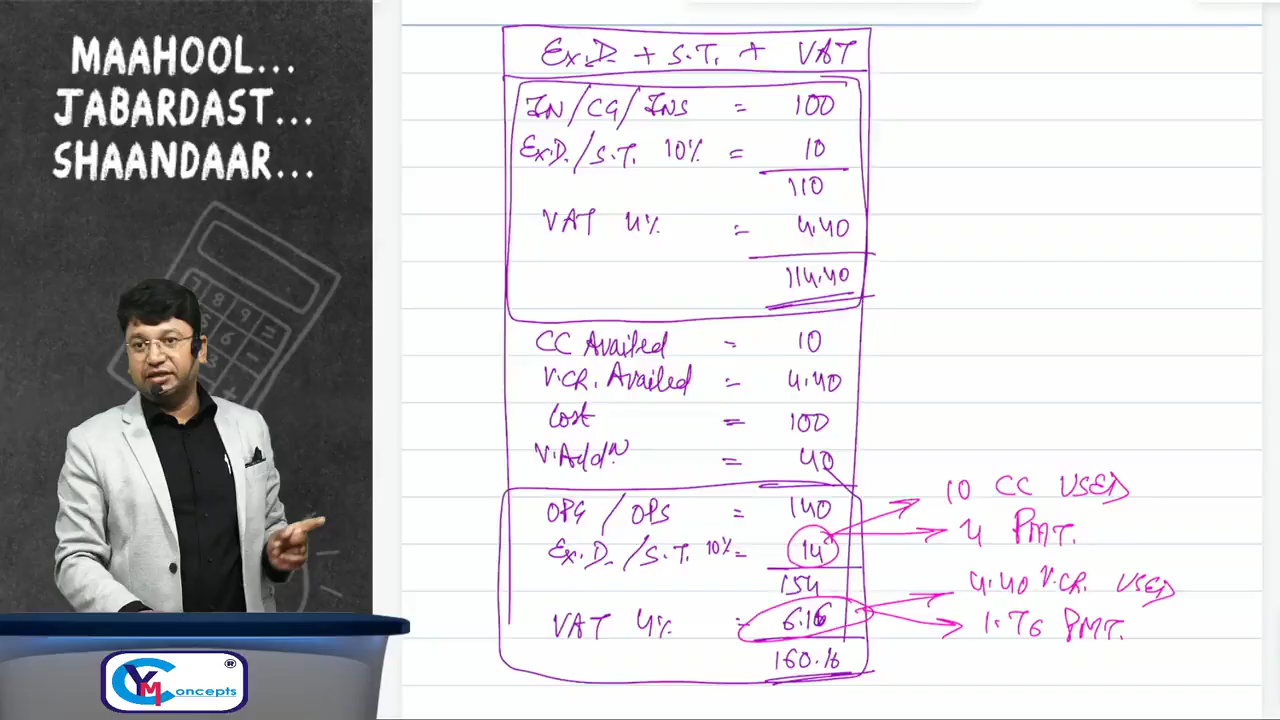 MAAHOOL...
JABARDAST...
SHAANDAAR...
Ex.D. + S.T. + VAT
IN/CG/INS = 100
Ex.D./S.T. 10% = 10
110
VAT 4% = 4.40
114.40
CC Availed = 10
V.CR. Availed = 4.40
Cost = 100
V.Addn = 40
OPG / OPS = 140
Ex.D./S.T. 10% = 14
154
VAT 4% = 6.16
160.16
10 CC USED
4 PMT.
4.40 V.CR. USED
1.76 PMT.
YM Concepts ®